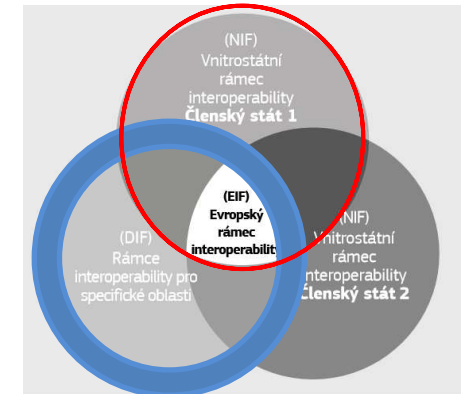 (NIF)
Vnitrostátní
rámec
interoperability
Členský stát 1
(EIF)
Evropský
rámec
interoperability
(DIF)
Rámce
interoperability pro
specifické oblasti
(NIF)
Vnitrostátní
rámec
interoperability
Členský stát 2